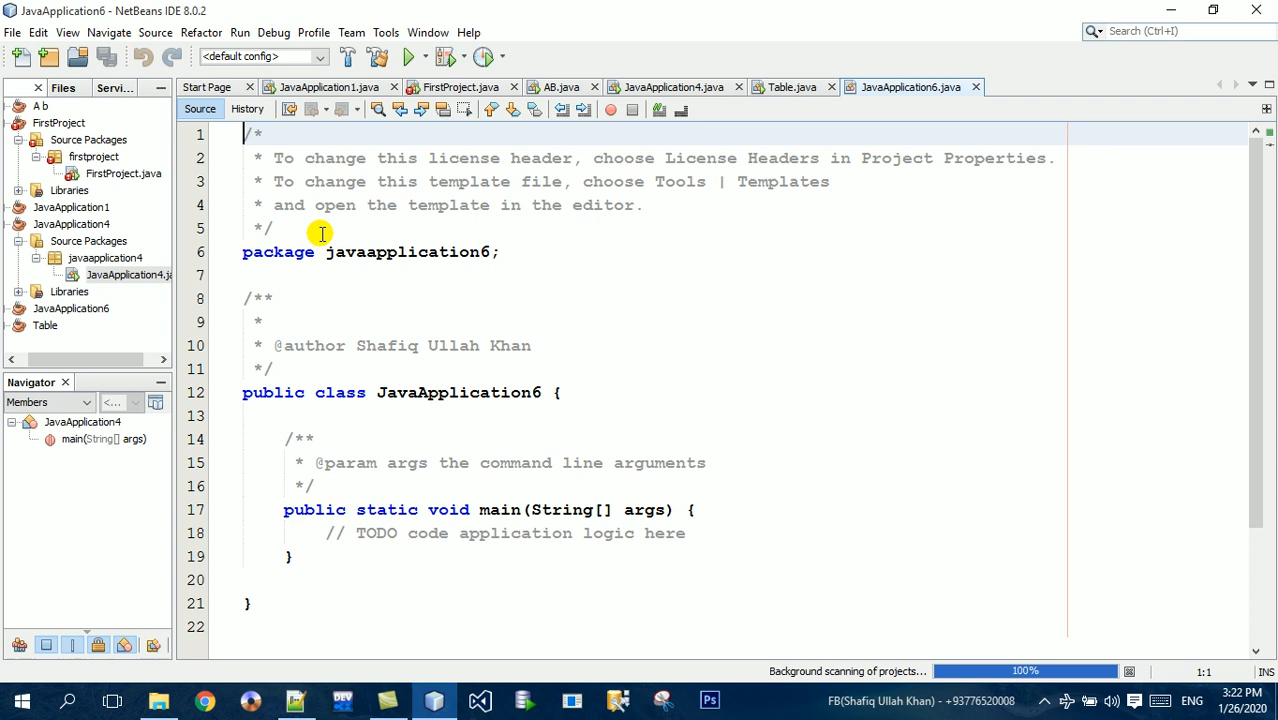 JavaApplication6 - NetBeans IDE 8.0.2
File Edit View Navigate Source Refactor Run Debug Profile Team Tools Window Help
Search (Ctrl+I)
<default config>
Files Servi...
Start Page JavaApplication1.java FirstProject.java AB.java JavaApplication4.java Table.java JavaApplication6.java
Source History
A b
FirstProject
Source Packages
firstproject
FirstProject.java
Libraries
JavaApplication1
JavaApplication4
Source Packages
javaapplication4
JavaApplication4.ja
Libraries
JavaApplication6
Table
Navigator
Members <...
JavaApplication4
main(String[] args)
1 /*
2 * To change this license header, choose License Headers in Project Properties.
3 * To change this template file, choose Tools | Templates
4 * and open the template in the editor.
5 */
6 package javaapplication6;
7
8 /**
9 *
10 * @author Shafiq Ullah Khan
11 */
12 public class JavaApplication6 {
13
14 /**
15 * @param args the command line arguments
16 */
17 public static void main(String[] args) {
18 // TODO code application logic here
19 }
20
21 }
22
Background scanning of projects... 100% 1:1 INS
DEV
Ps
FB(Shafiq Ullah Khan) - +93776520008
ENG
3:22 PM
1/26/2020